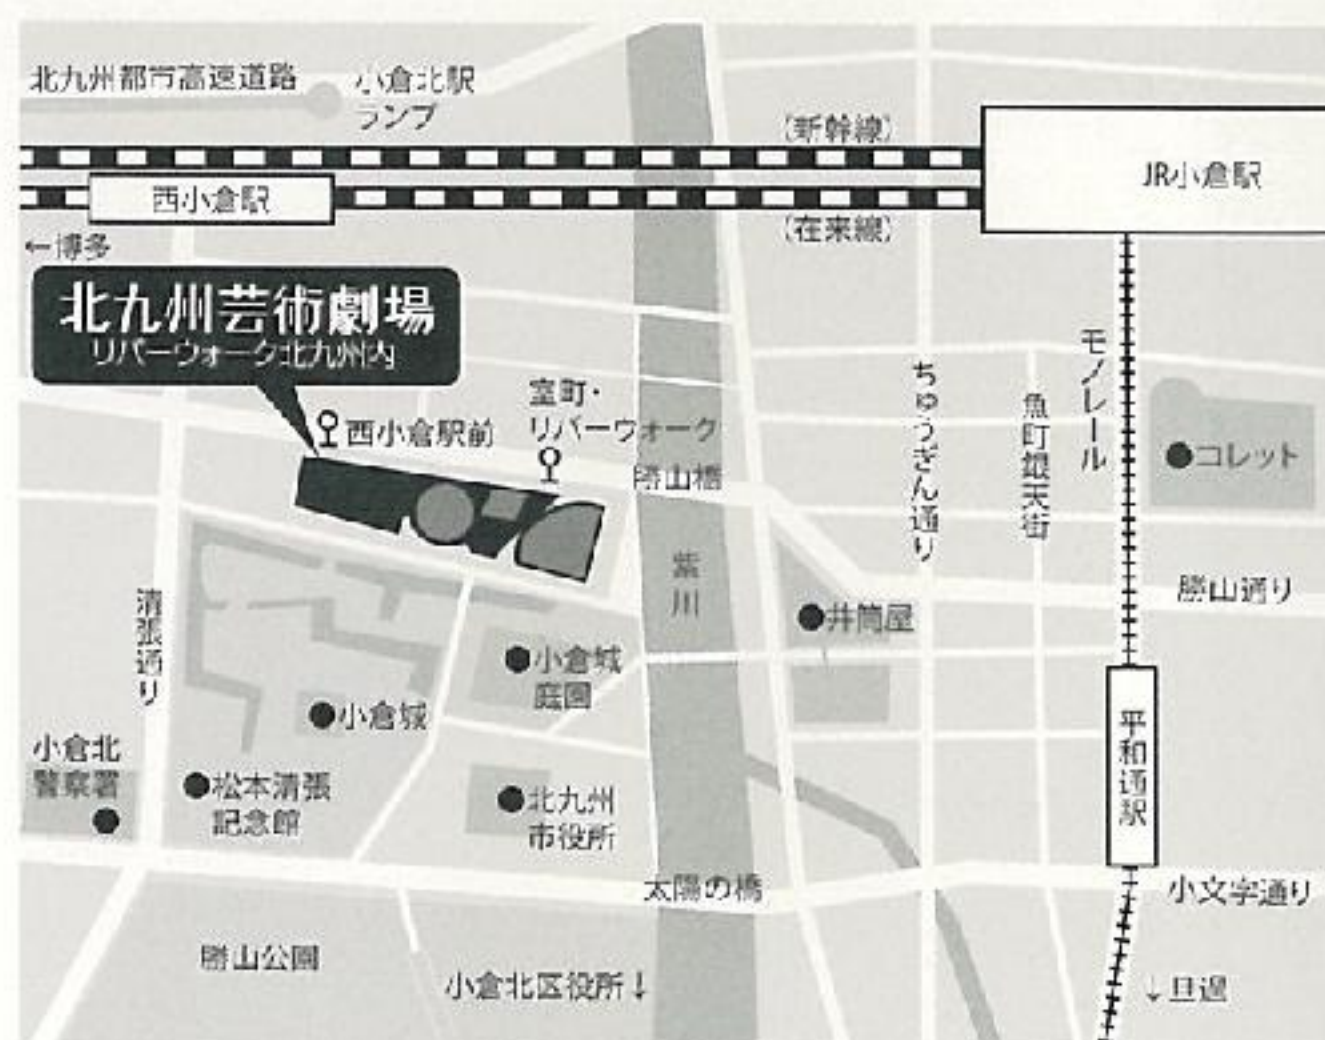 北九州都市高速道路
小倉北駅
ランプ
(新幹線)
JR小倉駅
西小倉駅
(在来線)
←博多
北九州芸術劇場
リバーウォーク北九州内
室町・
リバーウォーク
西小倉駅前
勝山橋
紫川
ちゅうぎん通り
魚町銀天街
モノレール
●コレット
清張通り
●井筒屋
勝山通り
●小倉城
庭園
●小倉城
小倉北
警察署
●松本清張
記念館
●北九州
市役所
平和通駅
太陽の橋
小文字通り
勝山公園
小倉北区役所↓
↓旦過